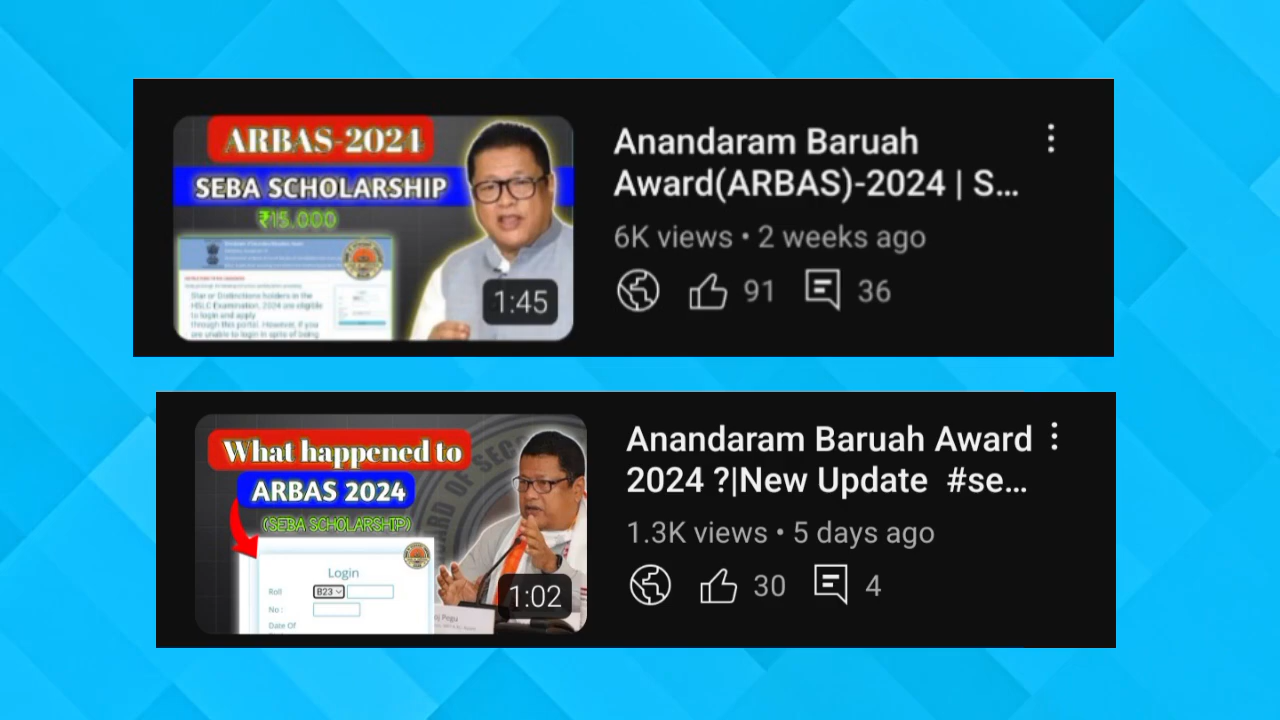 ARBAS-2024
SEBA SCHOLARSHIP
₹15.000
Star or Distinctions holders in the
HSLC Examination, 2024 are eligible
to login and apply
through this portal. However, if you
are unable to login in spite of being
1:45
Anandaram Baruah
Award(ARBAS)-2024 | S...
6K views • 2 weeks ago
91
36
What happened to
ARBAS 2024
(SEBA SCHOLARSHIP)
Login
Roll
B23
No :
Date Of
Pegu
1:02
Anandaram Baruah Award
2024 ?|New Update #se...
1.3K views • 5 days ago
30
4